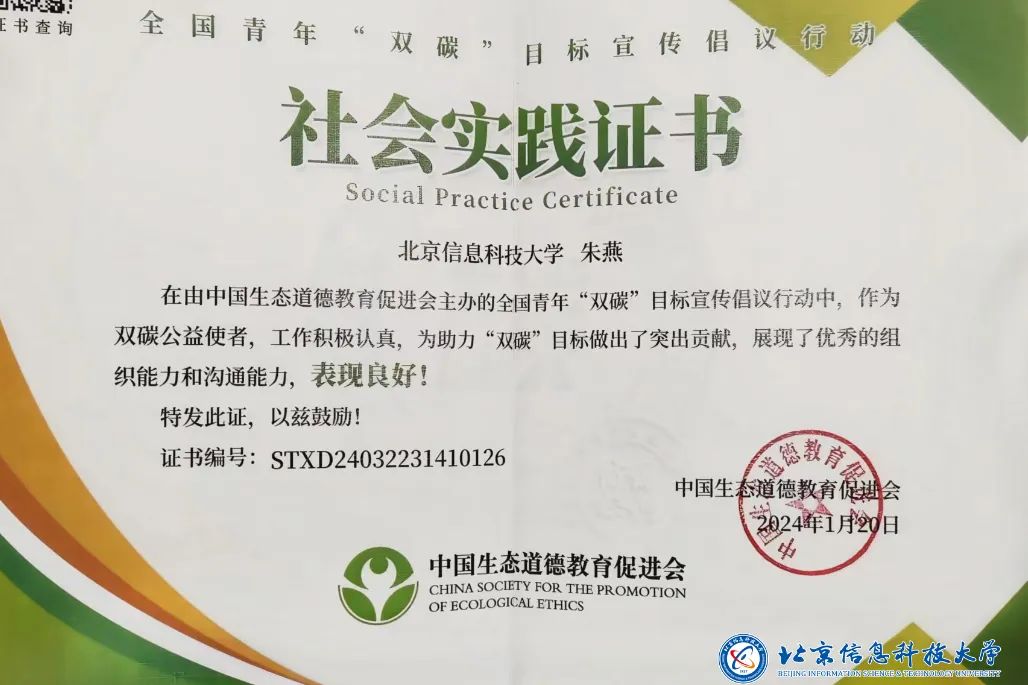 证书查询
全国青年“双碳”目标宣传倡议行动
社会实践证书
Social Practice Certificate
北京信息科技大学 朱燕
在由中国生态道德教育促进会主办的全国青年“双碳”目标宣传倡议行动中，作为
双碳公益使者，工作积极认真，为助力“双碳”目标做出了突出贡献，展现了优秀的组
织能力和沟通能力，表现良好！
特发此证，以兹鼓励！
证书编号：STXD24032231410126
中国生态道德教育促进会
2024年1月20日
中国生态道德教育促进会
中国生态道德教育促进会
CHINA SOCIETY FOR THE PROMOTION
OF ECOLOGICAL ETHICS
北京信息科技大学
BEIJING INFORMATION SCIENCE & TECHNOLOGY UNIVERSITY